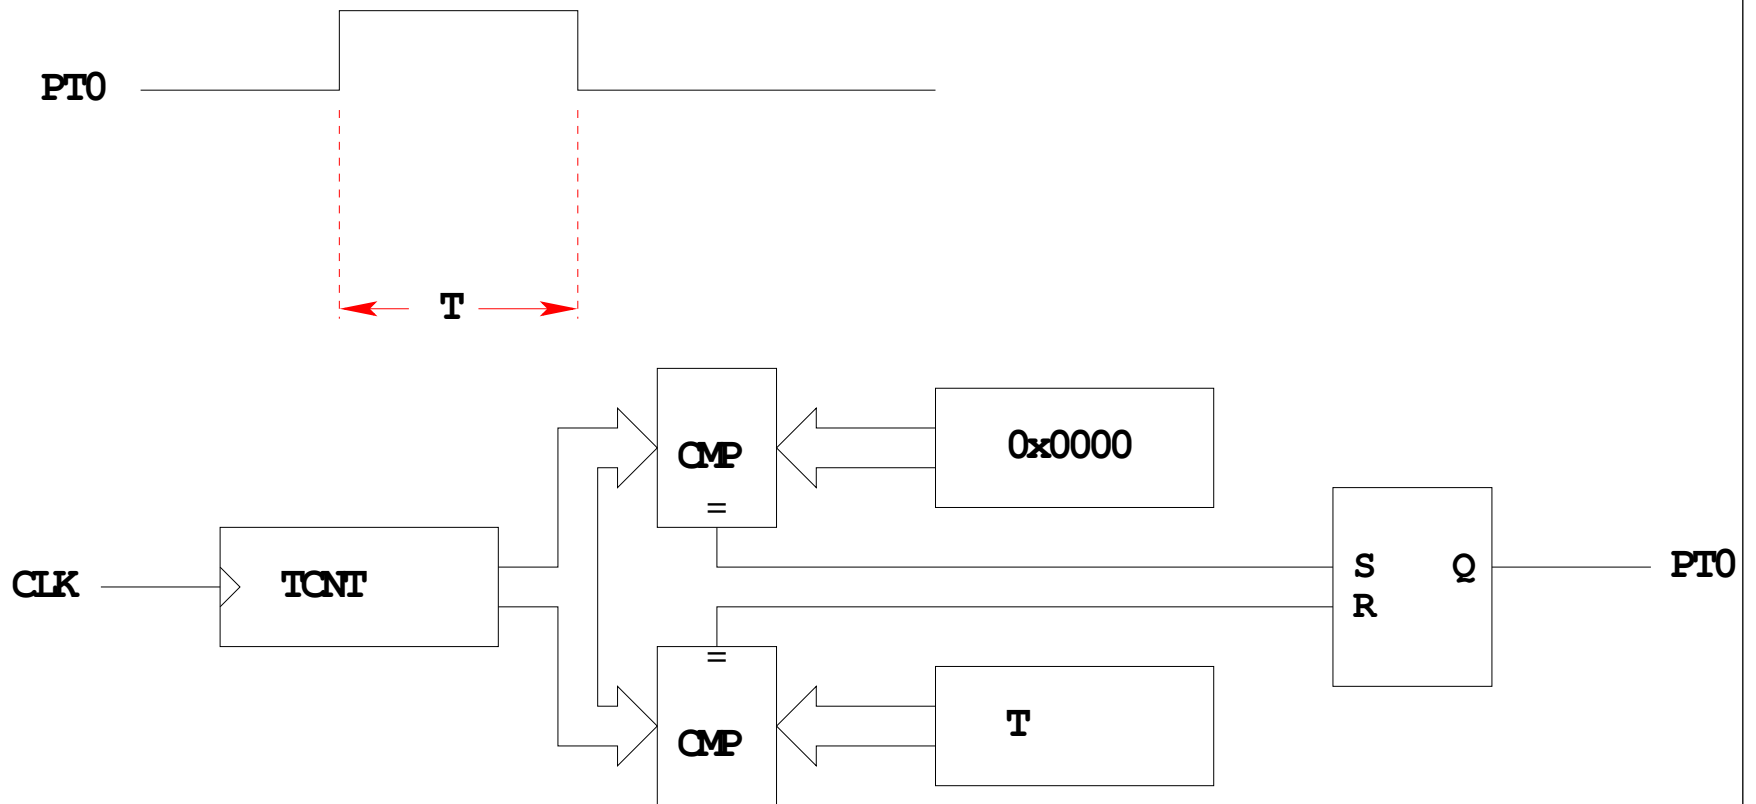 PT0
T
CMP
=
0x0000
CLK
TCNT
S
Q
PT0
R
=
CMP
T